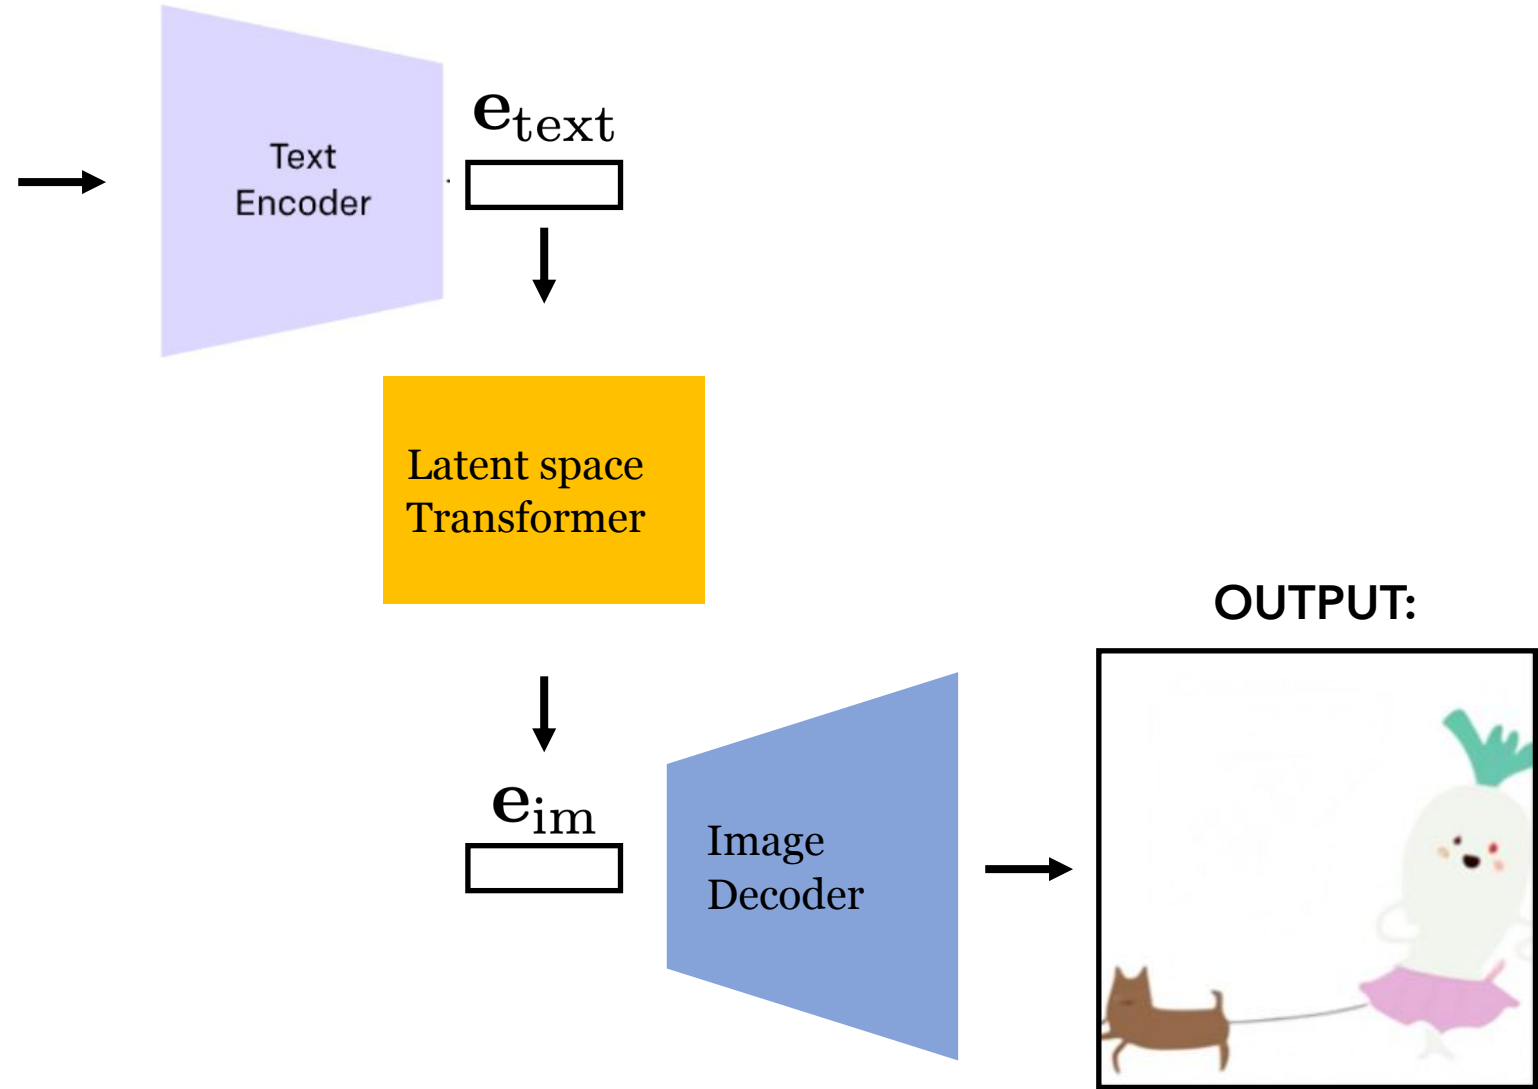 Text
Encoder
e_text
Latent space
Transformer
OUTPUT:
e_im
Image
Decoder